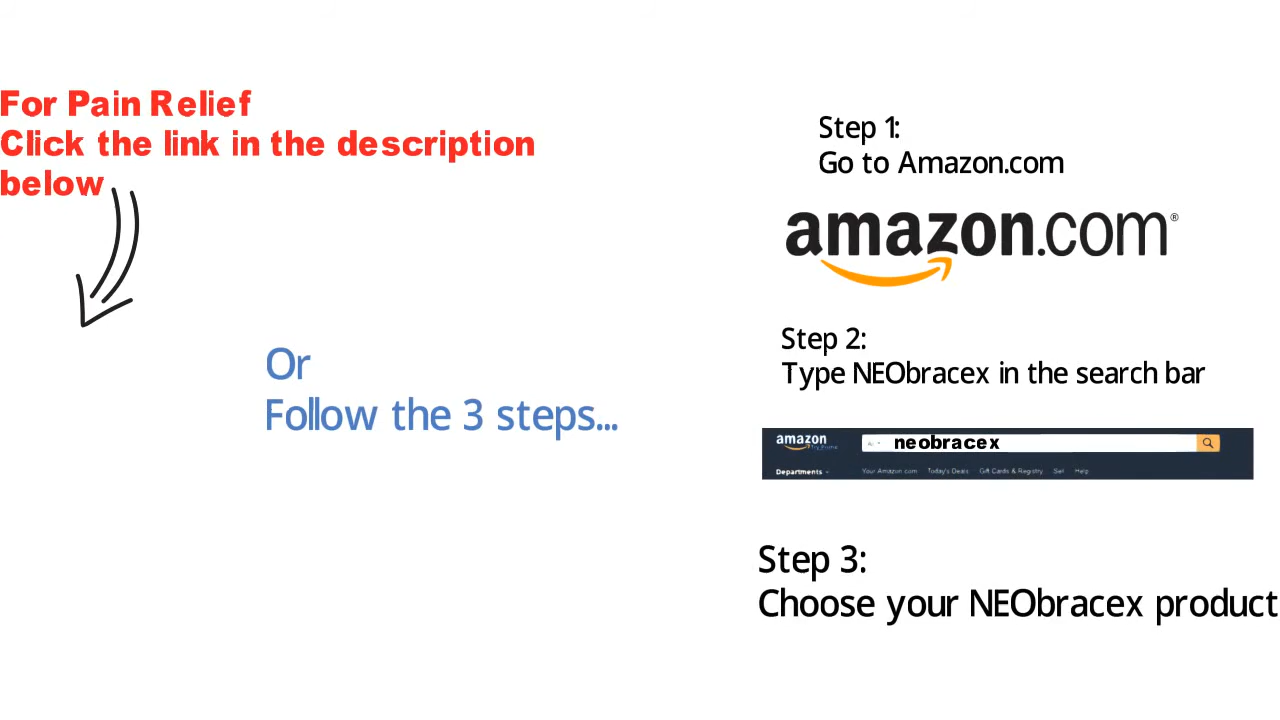 For Pain Relief
Click the link in the description
below
Or
Follow the 3 steps...
Step 1:
Go to Amazon.com
amazon.com®
Step 2:
Type NEObracex in the search bar
amazon
Try Prime
neobracex
Departments
Your Amazon.com Today's Deals Gift Cards & Registry Sell Help
Step 3:
Choose your NEObracex product